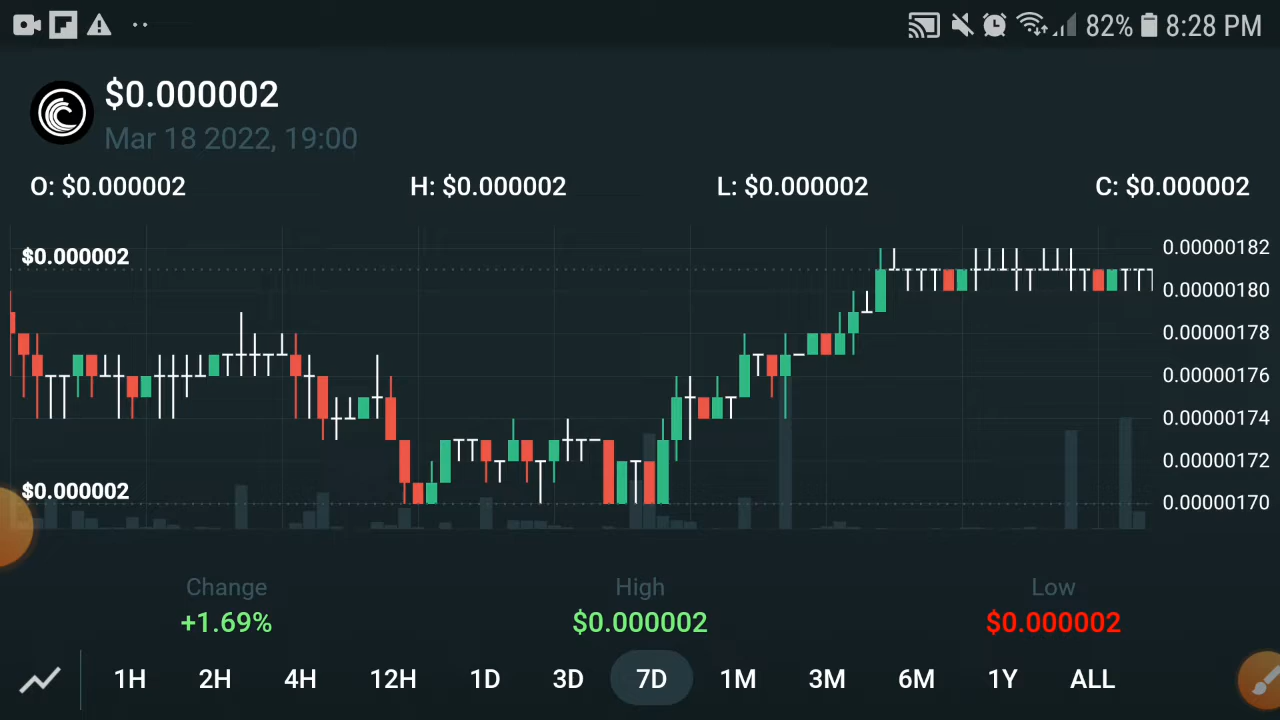 82% 8:28 PM
$0.000002
Mar 18 2022, 19:00
O: $0.000002 H: $0.000002 L: $0.000002 C: $0.000002
$0.000002
0.00000182
0.00000180
0.00000178
0.00000176
0.00000174
0.00000172
$0.000002
0.00000170
Change High Low
+1.69% $0.000002 $0.000002
1H 2H 4H 12H 1D 3D 7D 1M 3M 6M 1Y ALL